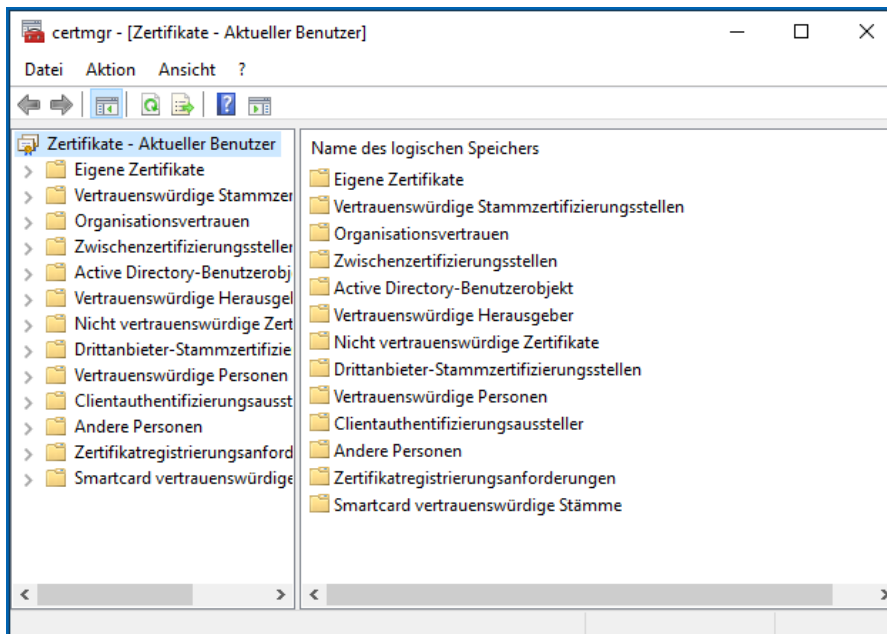 certmgr - [Zertifikate - Aktueller Benutzer]
Datei Aktion Ansicht ?
Zertifikate - Aktueller Benutzer
Eigene Zertifikate
Vertrauenswürdige Stammzer
Organisationsvertrauen
Zwischenzertifizierungssteller
Active Directory-Benutzerobj
Vertrauenswürdige Herausgel
Nicht vertrauenswürdige Zert
Drittanbieter-Stammzertifizie
Vertrauenswürdige Personen
Clientauthentifizierungsausst
Andere Personen
Zertifikatregistrierungsanford
Smartcard vertrauenswürdige
Name des logischen Speichers
Eigene Zertifikate
Vertrauenswürdige Stammzertifizierungsstellen
Organisationsvertrauen
Zwischenzertifizierungsstellen
Active Directory-Benutzerobjekt
Vertrauenswürdige Herausgeber
Nicht vertrauenswürdige Zertifikate
Drittanbieter-Stammzertifizierungsstellen
Vertrauenswürdige Personen
Clientauthentifizierungsaussteller
Andere Personen
Zertifikatregistrierungsanforderungen
Smartcard vertrauenswürdige Stämme